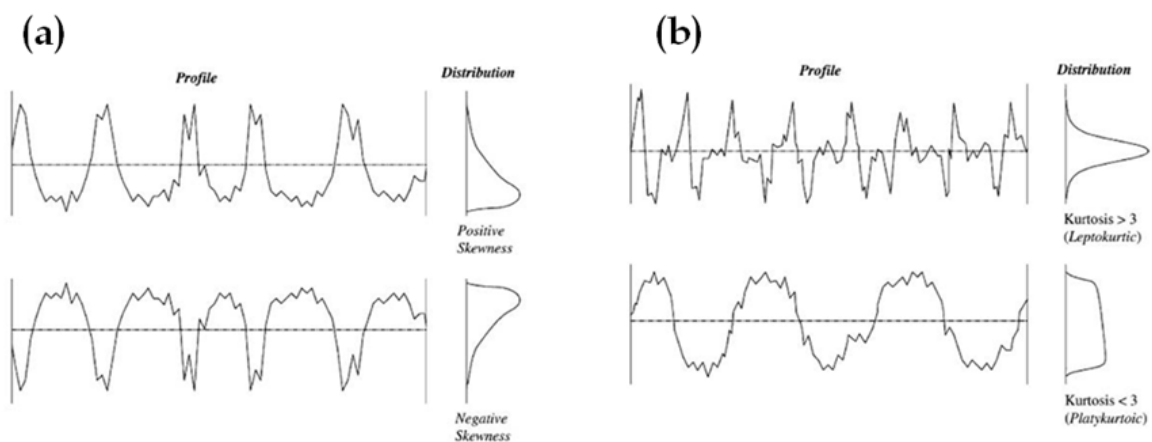 (a)
Profile
Distribution
Positive
Skewness
Negative
Skewness
(b)
Profile
Distribution
Kurtosis > 3
(Leptokurtic)
Kurtosis < 3
(Platykurtoic)